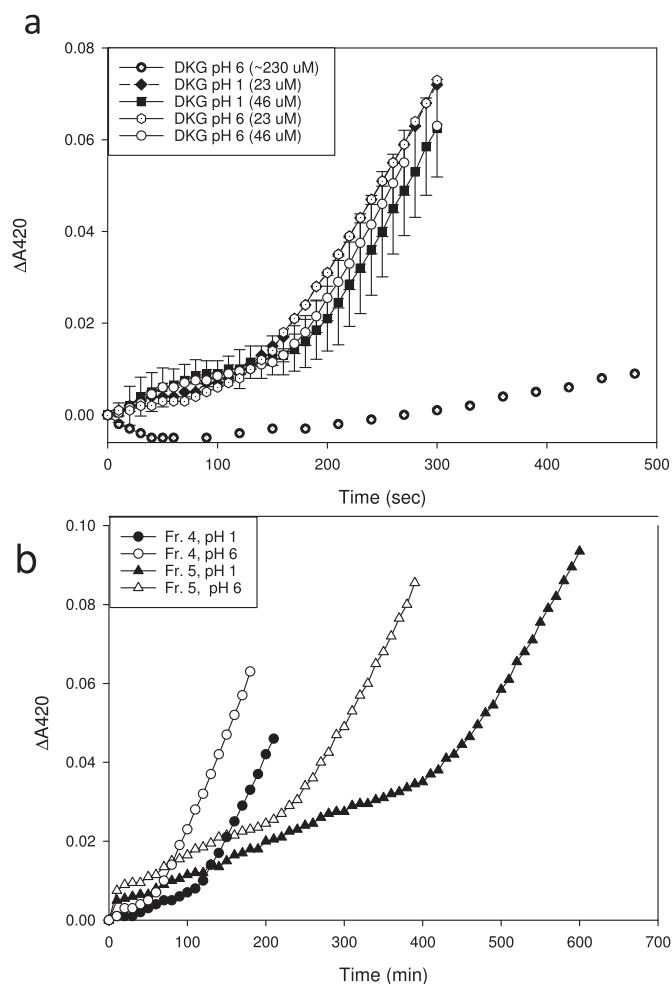 a
0.08
0.06
0.04
0.02
0.00
ΔA420
DKG pH 6 (~230 uM)
DKG pH 1 (23 uM)
DKG pH 1 (46 uM)
DKG pH 6 (23 uM)
DKG pH 6 (46 uM)
0 100 200 300 400 500
Time (sec)
b
0.10
0.08
0.06
0.04
0.02
0.00
ΔA420
Fr. 4, pH 1
Fr. 4, pH 6
Fr. 5, pH 1
Fr. 5, pH 6
0 100 200 300 400 500 600 700
Time (min)